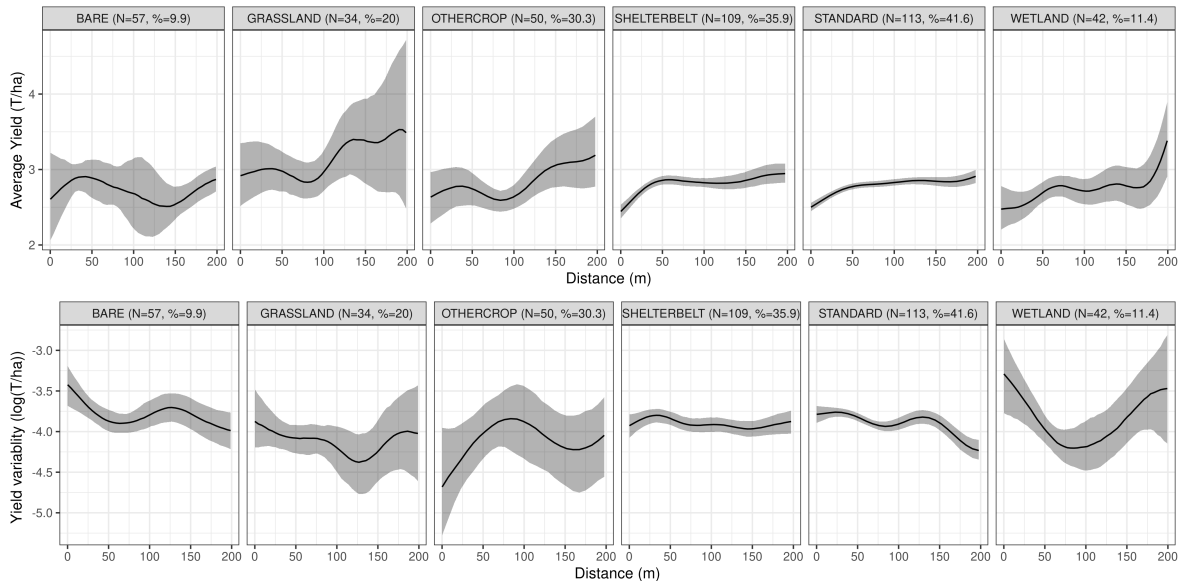 BARE (N=57, %=9.9) GRASSLAND (N=34, %=20) OTHERCROP (N=50, %=30.3) SHELTERBELT (N=109, %=35.9) STANDARD (N=113, %=41.6) WETLAND (N=42, %=11.4)
Average Yield (T/ha)
4
3
2
0 50 100 150 200 0 50 100 150 200 0 50 100 150 200 0 50 100 150 200 0 50 100 150 200 0 50 100 150 200
Distance (m)
BARE (N=57, %=9.9) GRASSLAND (N=34, %=20) OTHERCROP (N=50, %=30.3) SHELTERBELT (N=109, %=35.9) STANDARD (N=113, %=41.6) WETLAND (N=42, %=11.4)
Yield variablity (log(T/ha))
-3.0
-3.5
-4.0
-4.5
-5.0
0 50 100 150 200 0 50 100 150 200 0 50 100 150 200 0 50 100 150 200 0 50 100 150 200 0 50 100 150 200
Distance (m)